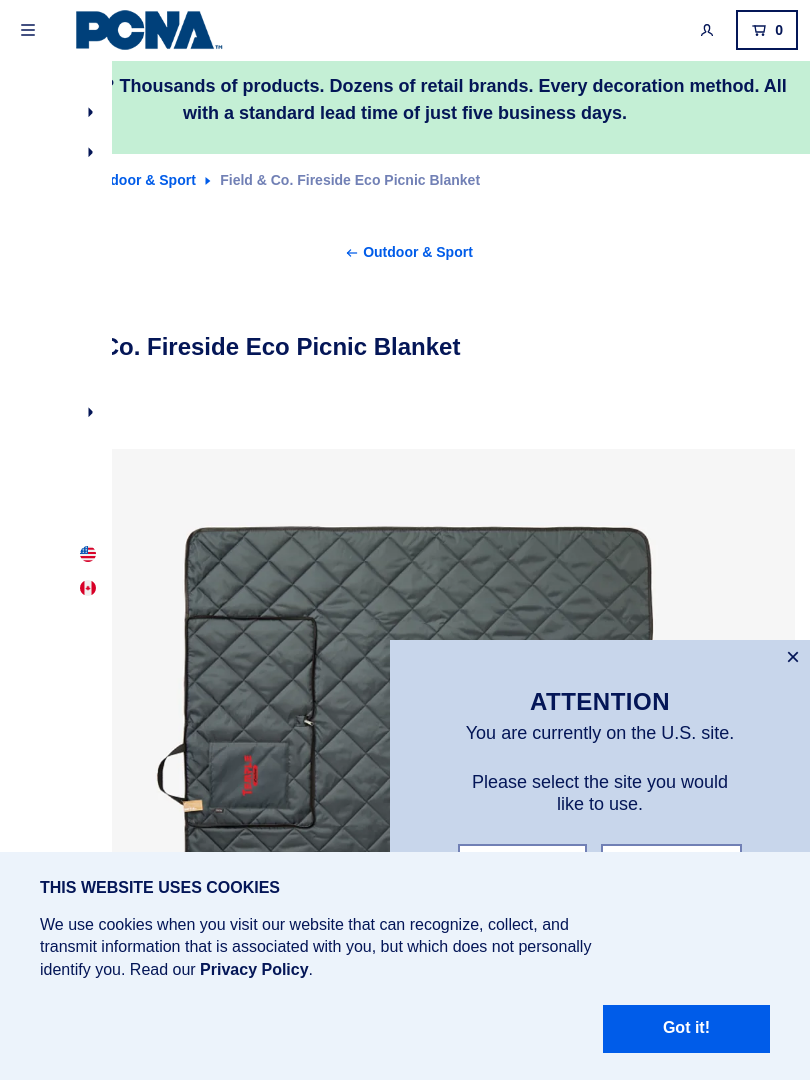 PCNA™
0
? Thousands of products. Dozens of retail brands. Every decoration method. All
with a standard lead time of just five business days.
door & Sport
Field & Co. Fireside Eco Picnic Blanket
Outdoor & Sport
Co. Fireside Eco Picnic Blanket
ATTENTION
You are currently on the U.S. site.
Please select the site you would
like to use.
THIS WEBSITE USES COOKIES
We use cookies when you visit our website that can recognize, collect, and
transmit information that is associated with you, but which does not personally
identify you. Read our Privacy Policy.
Got it!